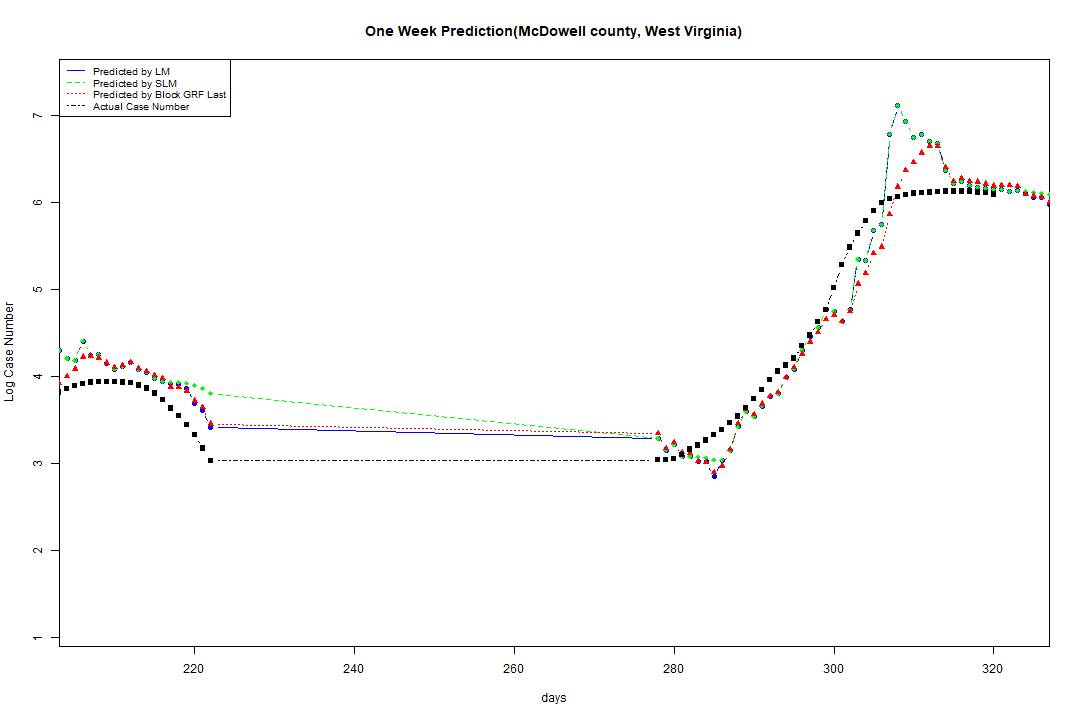 One Week Prediction(McDowell county, West Virginia)
Predicted by LM
Predicted by SLM
Predicted by Block GRF Last
Actual Case Number
Log Case Number
7
6
5
4
3
2
1
220 240 260 280 300 320
days